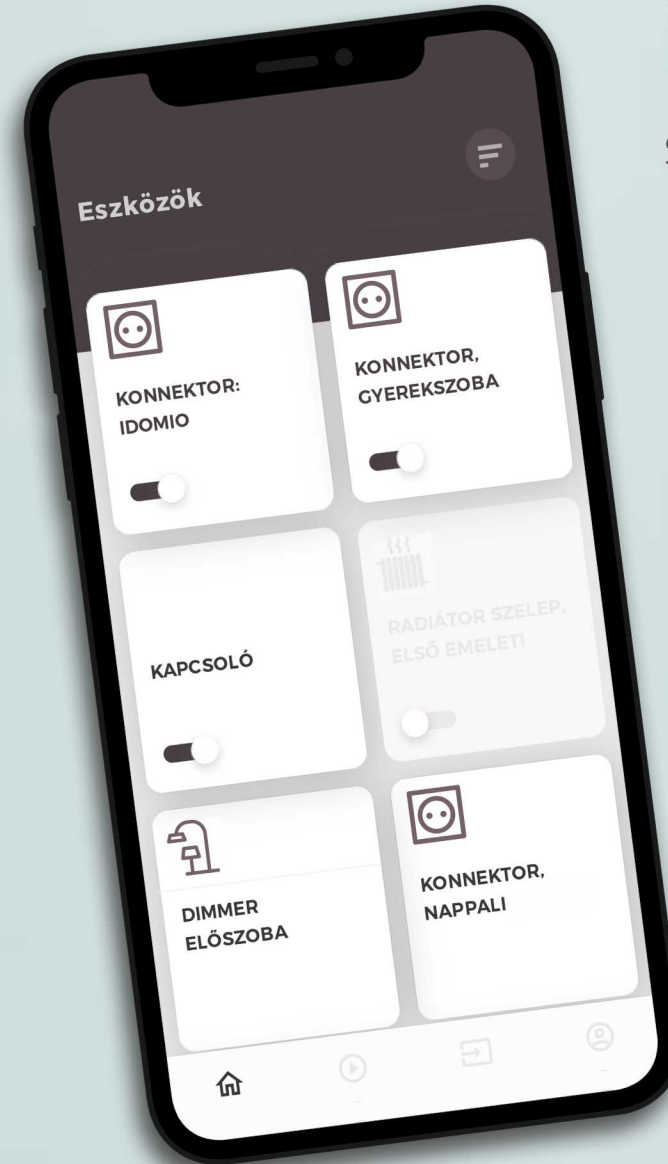 Eszközök
KONNEKTOR:
IDOMIO
KONNEKTOR,
GYEREKSZOBA
KAPCSOLÓ
RADIÁTOR SZELEP,
ELSŐ EMELETI
DIMMER
ELŐSZOBA
KONNEKTOR,
NAPPALI